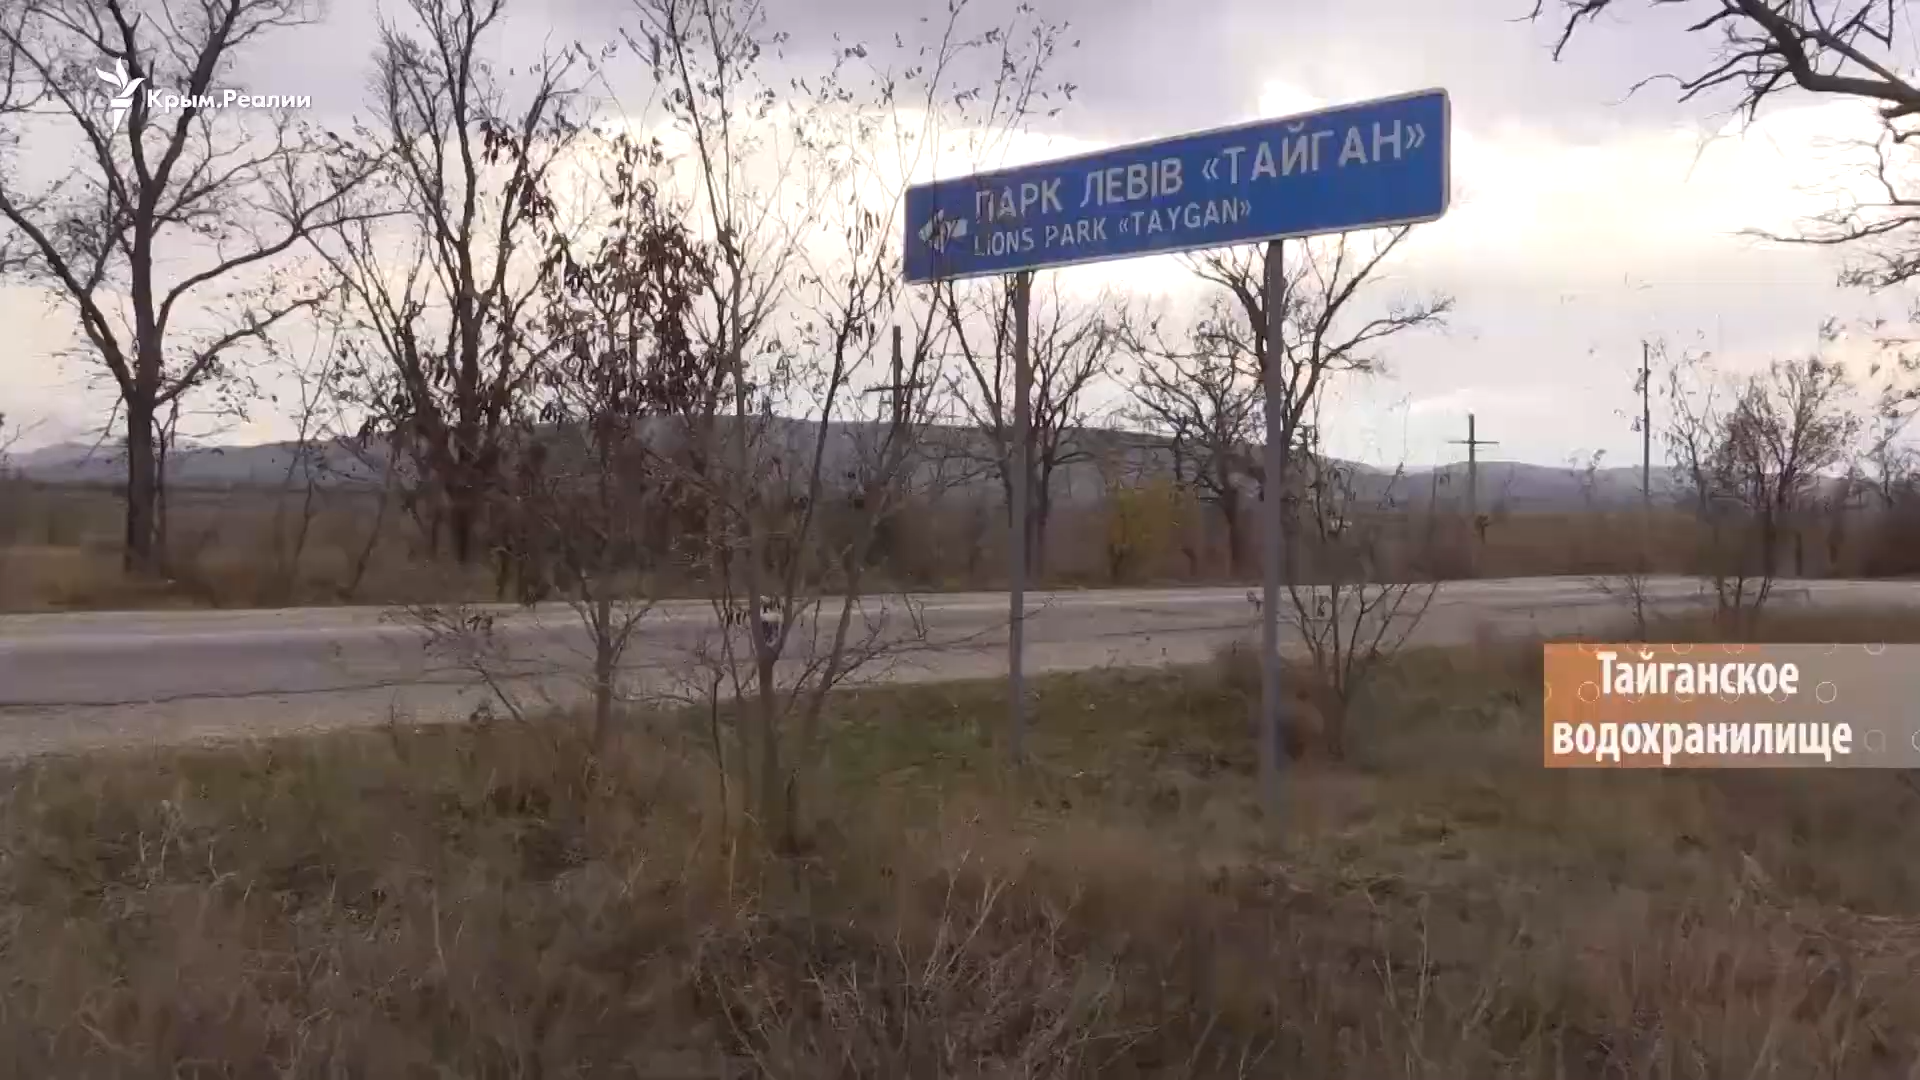 Крым.Реалии
ПАРК ЛЕВІВ «ТАЙГАН»
LIONS PARK «TAYGAN»
Тайганское
водохранилище